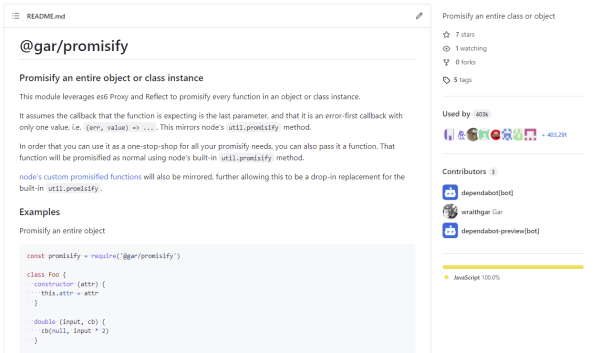 README.md
@gar/promisify
Promisify an entire object or class instance
This module leverages es6 Proxy and Reflect to promisify every function in an object or class instance.
It assumes the callback that the function is expecting is the last parameter, and that it is an error-first callback with
only one value, i.e. (err, value) => ... . This mirrors node's util.promisify method.
In order that you can use it as a one-stop-shop for all your promisify needs, you can also pass it a function. That
function will be promisified as normal using node's built-in util.promisify method.
node's custom promisified functions will also be mirrored, further allowing this to be a drop-in replacement for the
built-in util.promisify .
Examples
Promisify an entire object
const promisify = require('@gar/promisify')
class Foo {
constructor (attr) {
this.attr = attr
}
double (input, cb) {
cb(null, input * 2)
}
Promisify an entire class or object
7 stars
1 watching
0 forks
5 tags
Used by 403k
+ 403,291
Contributors 3
dependabot[bot]
wraithgar Gar
dependabot-preview[bot]
JavaScript 100.0%